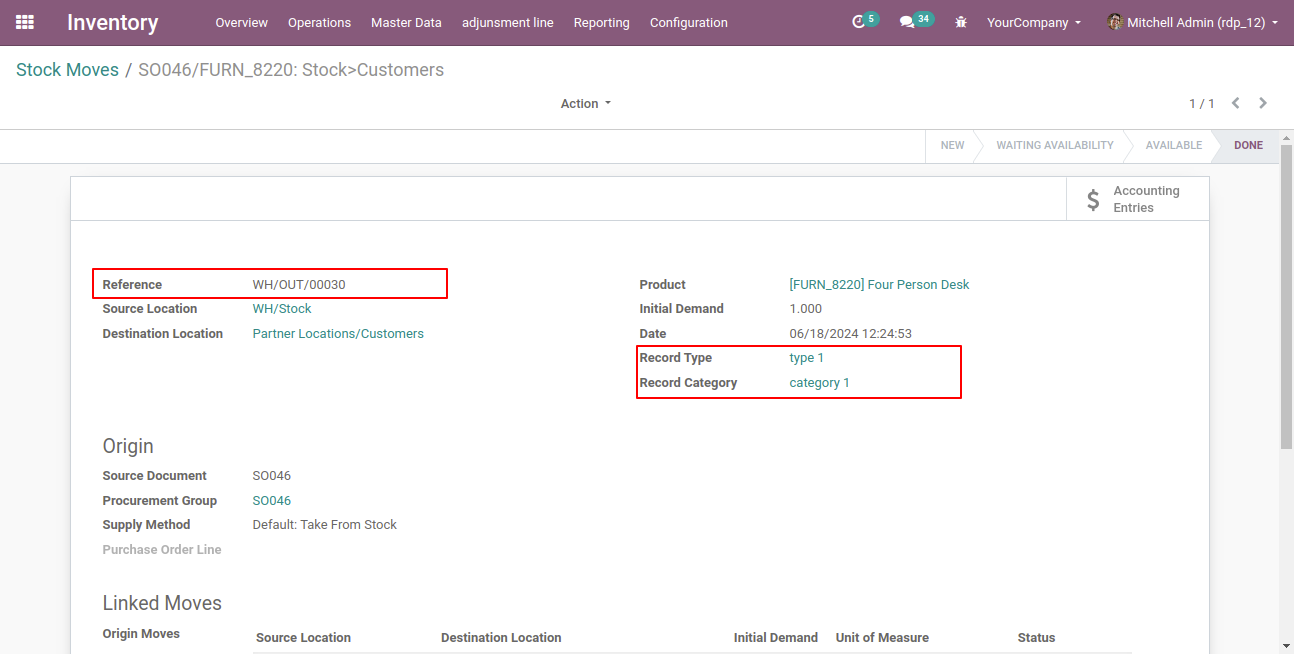 Inventory Overview Operations Master Data adjunsment line Reporting Configuration 5 34 YourCompany Mitchell Admin (rdp_12)
Stock Moves / SO046/FURN_8220: Stock>Customers
Action 1 / 1
NEW WAITING AVAILABILITY AVAILABLE DONE
$ Accounting
Entries
Reference WH/OUT/00030
Source Location WH/Stock
Destination Location Partner Locations/Customers
Product [FURN_8220] Four Person Desk
Initial Demand 1.000
Date 06/18/2024 12:24:53
Record Type type 1
Record Category category 1
Origin
Source Document SO046
Procurement Group SO046
Supply Method Default: Take From Stock
Purchase Order Line
Linked Moves
Origin Moves Source Location Destination Location Initial Demand Unit of Measure Status